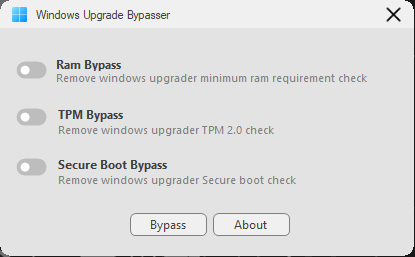 Windows Upgrade Bypasser
Ram Bypass
Remove windows upgrader minimum ram requirement check
TPM Bypass
Remove windows upgrader TPM 2.0 check
Secure Boot Bypass
Remove windows upgrader Secure boot check
Bypass About